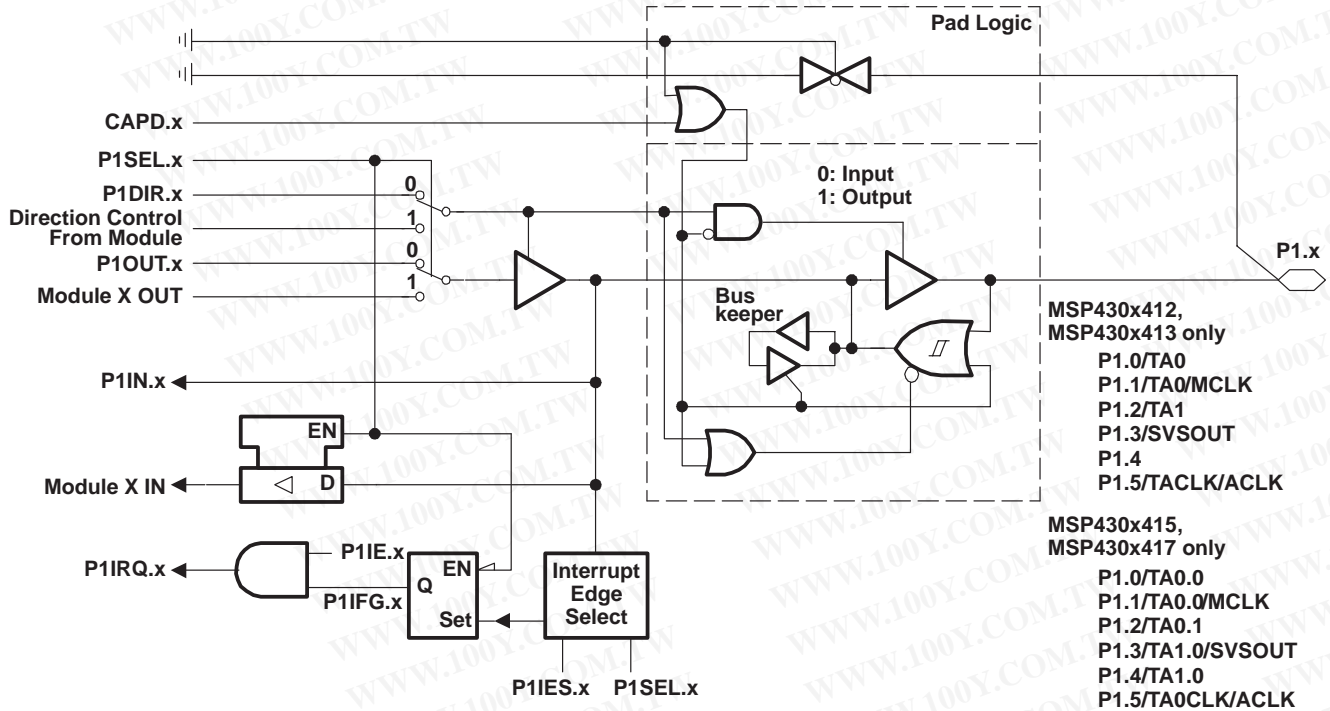 Pad Logic
CAPD.x
P1SEL.x
P1DIR.x
Direction Control
From Module
P1OUT.x
Module X OUT
0
1
0
1
0: Input
1: Output
Bus
keeper
P1.x
P1IN.x
EN
D
Module X IN
P1IRQ.x
P1IE.x
P1IFG.x
EN
Q
Set
Interrupt
Edge
Select
P1IES.x
P1SEL.x
MSP430x412,
MSP430x413 only
P1.0/TA0
P1.1/TA0/MCLK
P1.2/TA1
P1.3/SVSOUT
P1.4
P1.5/TACLK/ACLK
MSP430x415,
MSP430x417 only
P1.0/TA0.0
P1.1/TA0.0/MCLK
P1.2/TA0.1
P1.3/TA1.0/SVSOUT
P1.4/TA1.0
P1.5/TA0CLK/ACLK
WWW.100Y.COM.TW